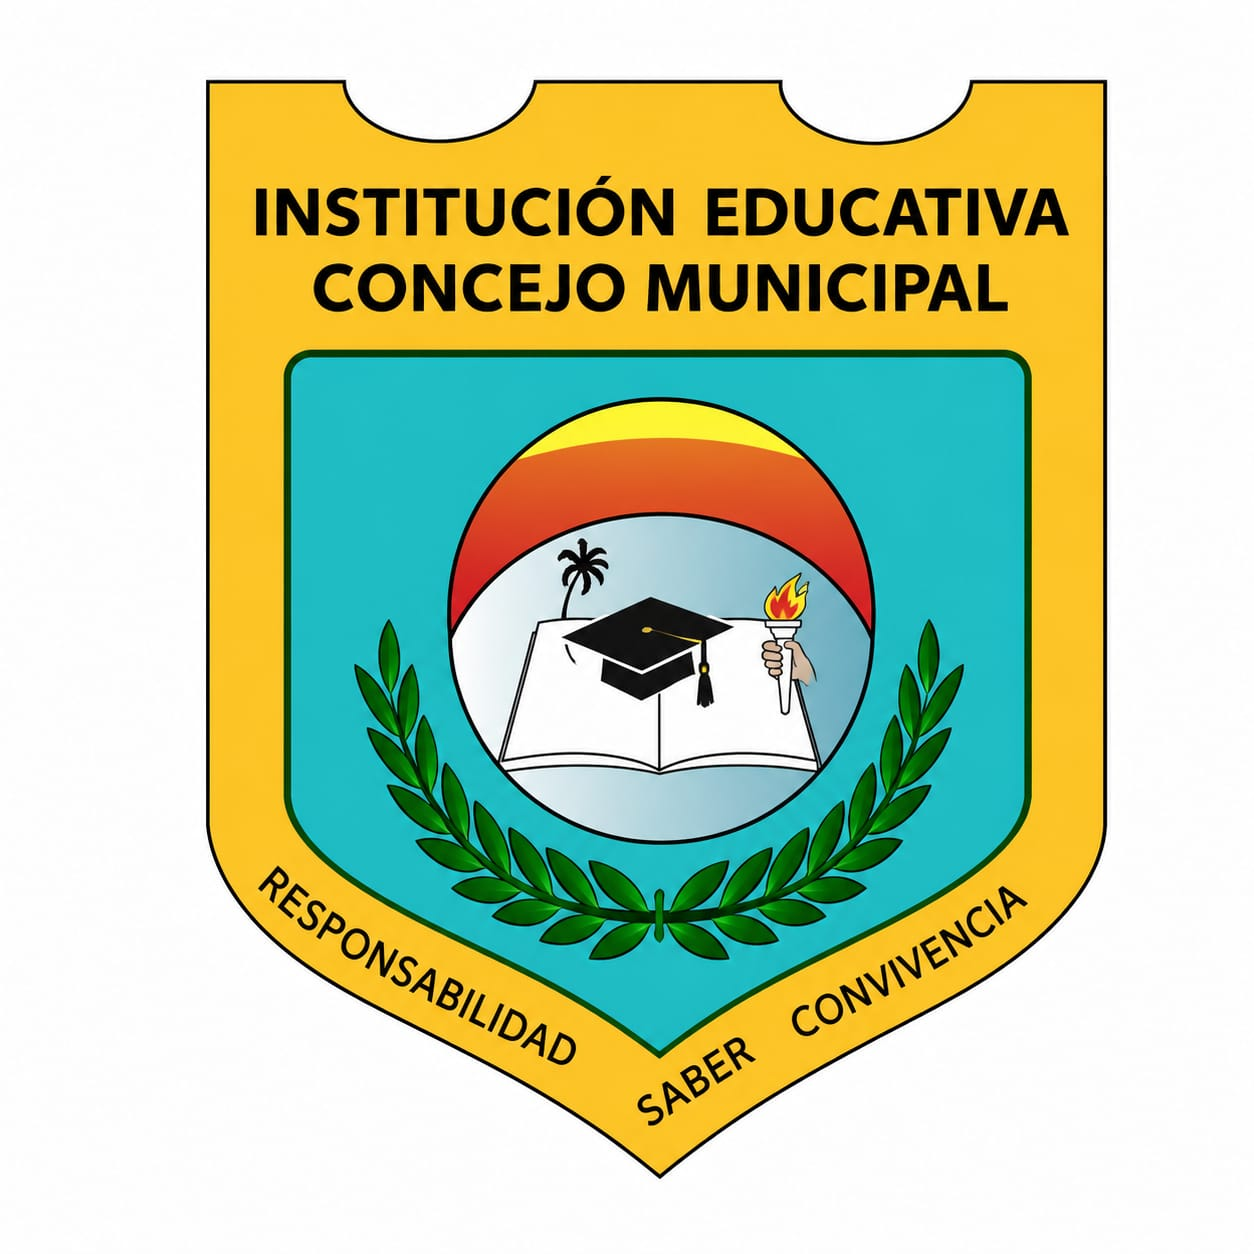 INSTITUCIÓN EDUCATIVA
CONCEJO MUNICIPAL
RESPONSABILIDAD
SABER CONVIVENCIA